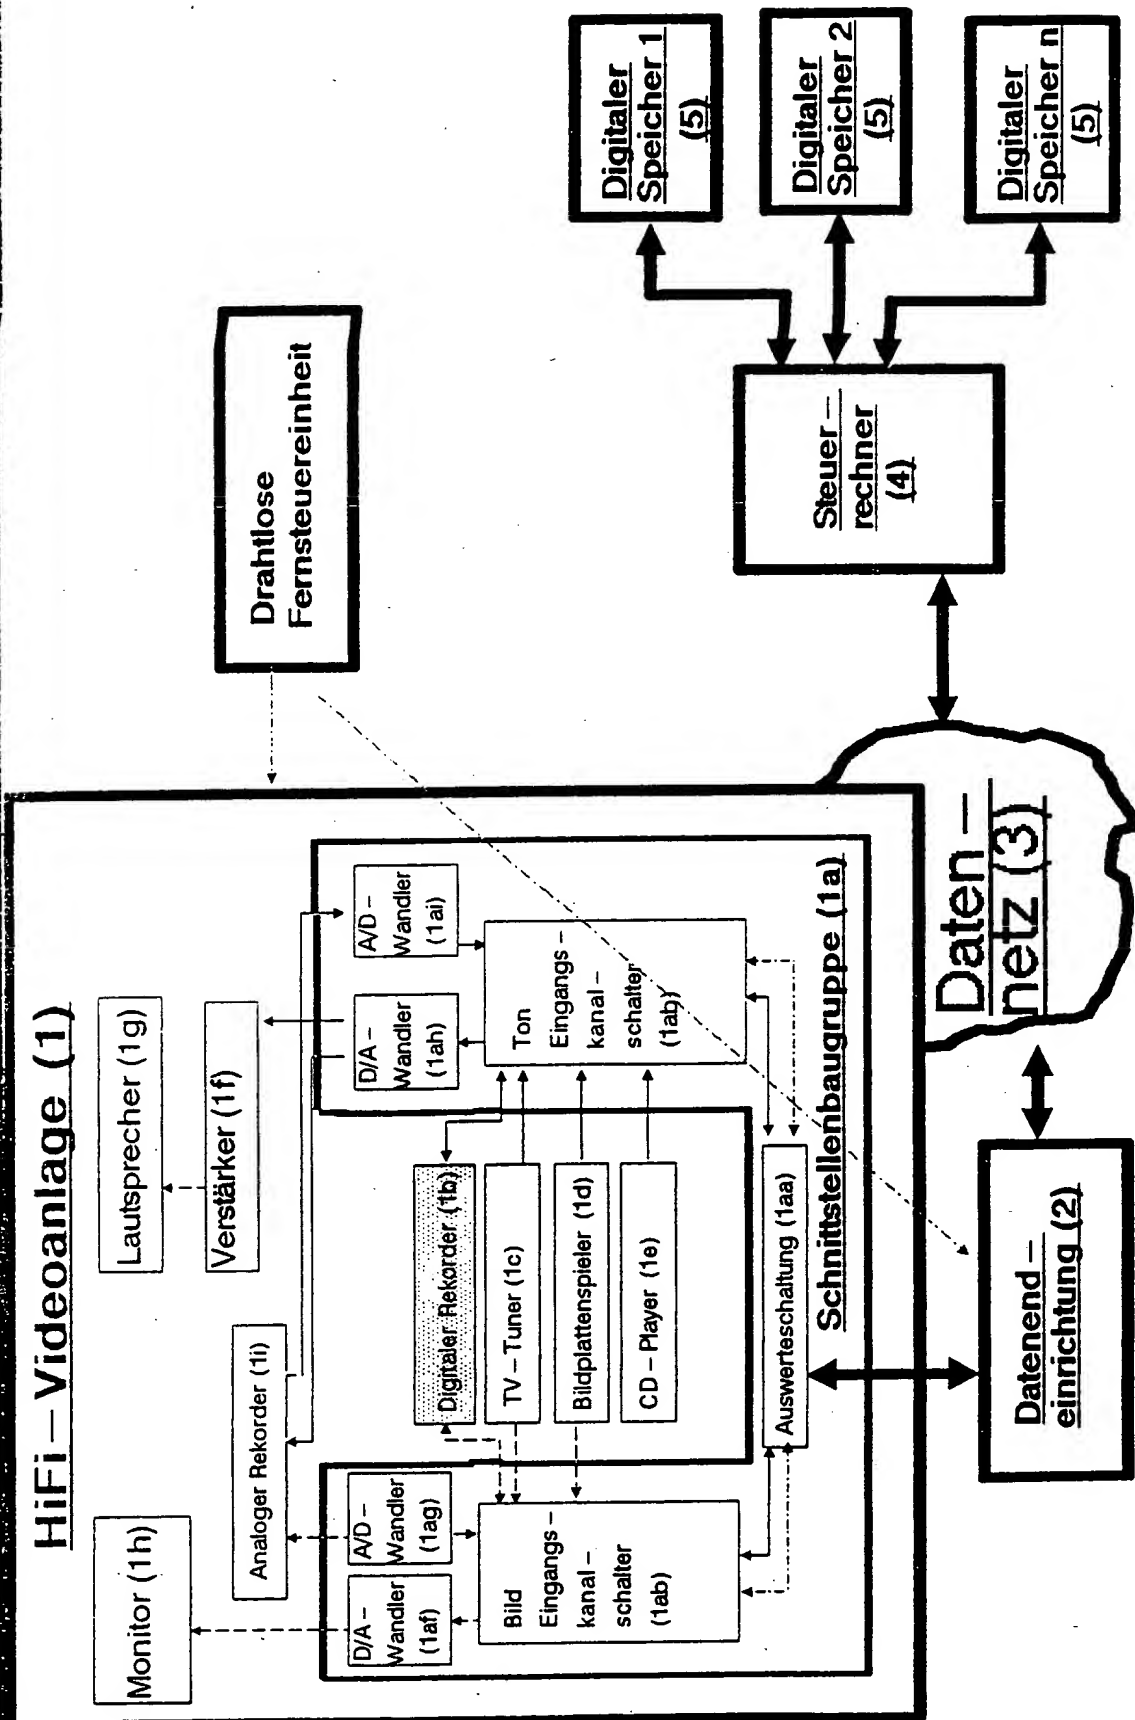 HiFi–Videoanlage (1)
Monitor (1h)
Lautsprecher (1g)
Verstärker (1f)
Analoger Rekorder (1i)
D/A–
Wandler
(1af)
A/D–
Wandler
(1ag)
D/A–
Wandler
(1ah)
A/D–
Wandler
(1ai)
Bild
Eingangs–
kanal–
schalter
(1ab)
Digitaler Rekorder (1b)
TV–Tuner (1c)
Bildplattenspieler (1d)
CD–Player (1e)
Ton
Eingangs–
kanal–
schalter
(1ab)
Auswerteschaltung (1aa)
Schnittstellenbaugruppe (1a)
Drahtlose
Fernsteuereinheit
Datenend–
einrichtung (2)
Daten–
netz (3)
Steuer–
rechner
(4)
Digitaler
Speicher 1
(5)
Digitaler
Speicher 2
(5)
Digitaler
Speicher n
(5)